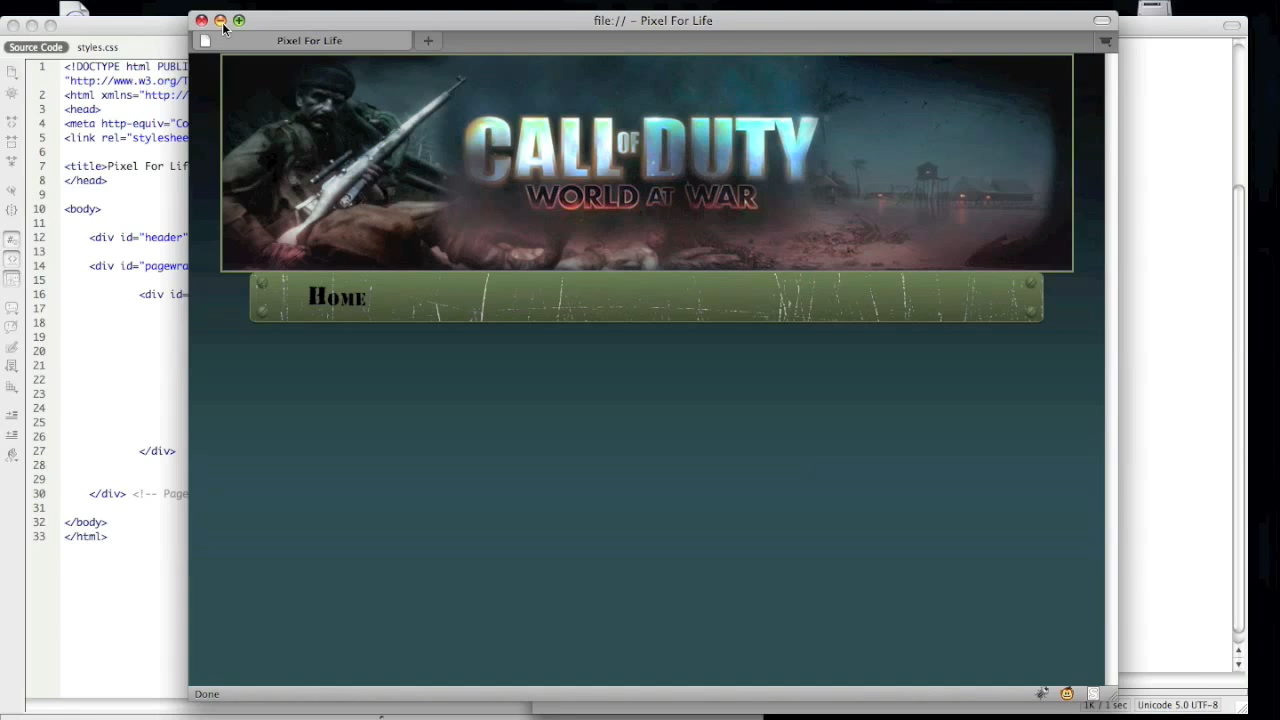 file:// – Pixel For Life
Pixel For Life
Source Code
styles.css
1 <!DOCTYPE html PUBLI
"http://www.w3.org/T
2 <html xmlns="http:/
3 <head>
4 <meta http-equiv="Co
5 <link rel="styleshee
6
7 <title>Pixel For Lif
8 </head>
9
10 <body>
11
12 <div id="header"
13
14 <div id="pagewra
15
16 <div id=
17
18
19
20
21
22
23
24
25
26
27 </div>
28
29
30 </div> <!-- Page
31
32 </body>
33 </html>
CALL OF DUTY
WORLD AT WAR
Home
Done
1K / 1 sec
Unicode 5.0 UTF-8